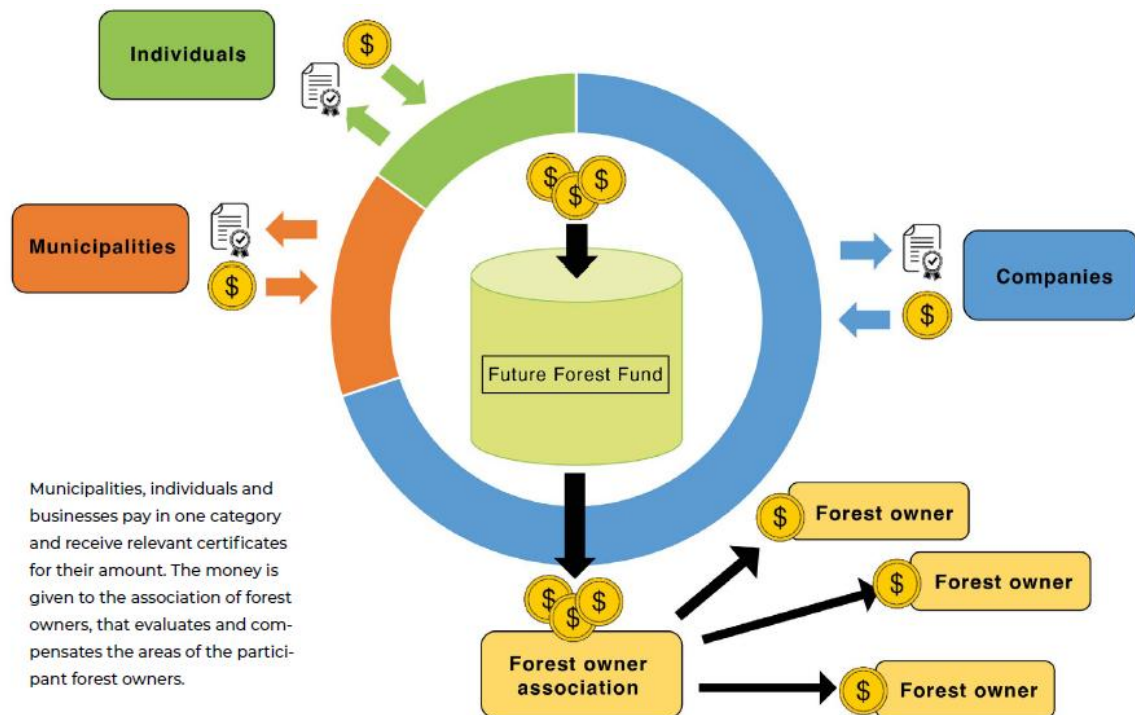 Individuals
$
Municipalities
$
$ $ $
Companies
$
Future Forest Fund
Municipalities, individuals and
businesses pay in one category
and receive relevant certificates
for their amount. The money is
given to the association of forest
owners, that evaluates and com-
pensates the areas of the partici-
pant forest owners.
$ $ $
Forest owner
association
$ Forest owner
$ Forest owner
$ Forest owner